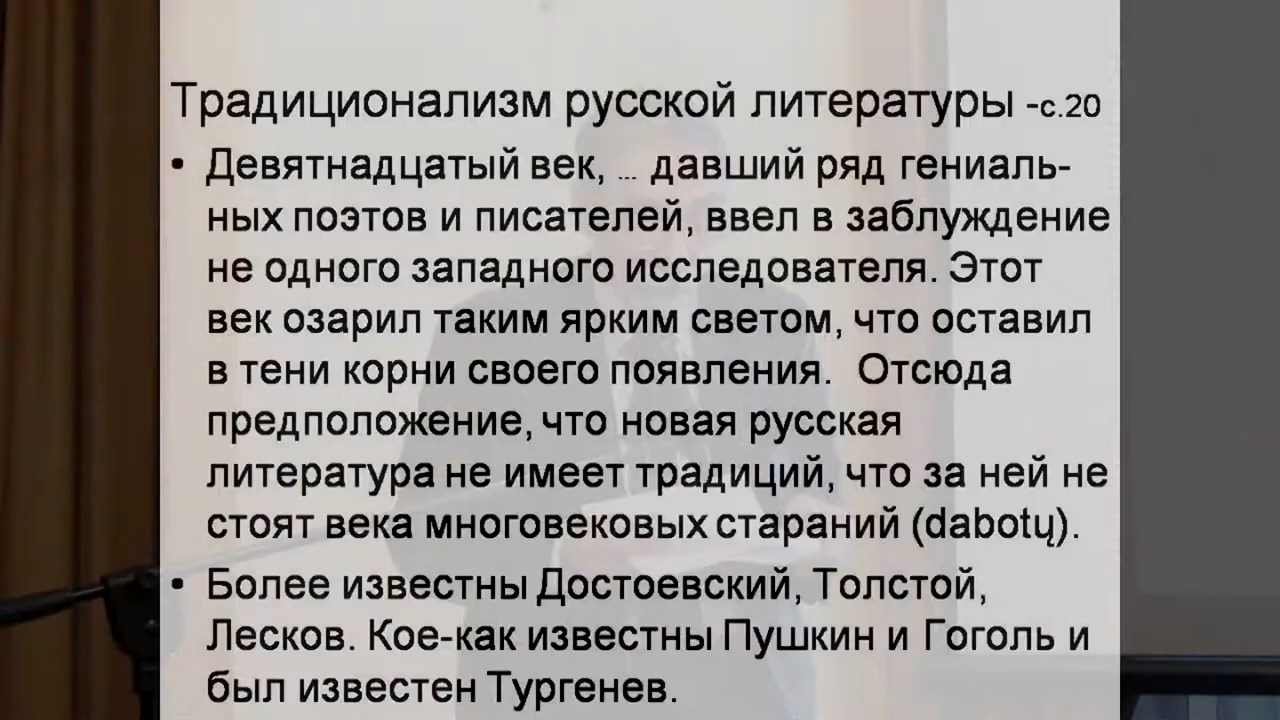 Традиционализм русской литературы -с.20
• Девятнадцатый век, ... давший ряд гениаль-
ных поэтов и писателей, ввел в заблуждение
не одного западного исследователя. Этот
век озарил таким ярким светом, что оставил
в тени корни своего появления. Отсюда
предположение, что новая русская
литература не имеет традиций, что за ней не
стоят века многовековых стараний (dabotų).
• Более известны Достоевский, Толстой,
Лесков. Кое-как известны Пушкин и Гоголь и
был известен Тургенев.